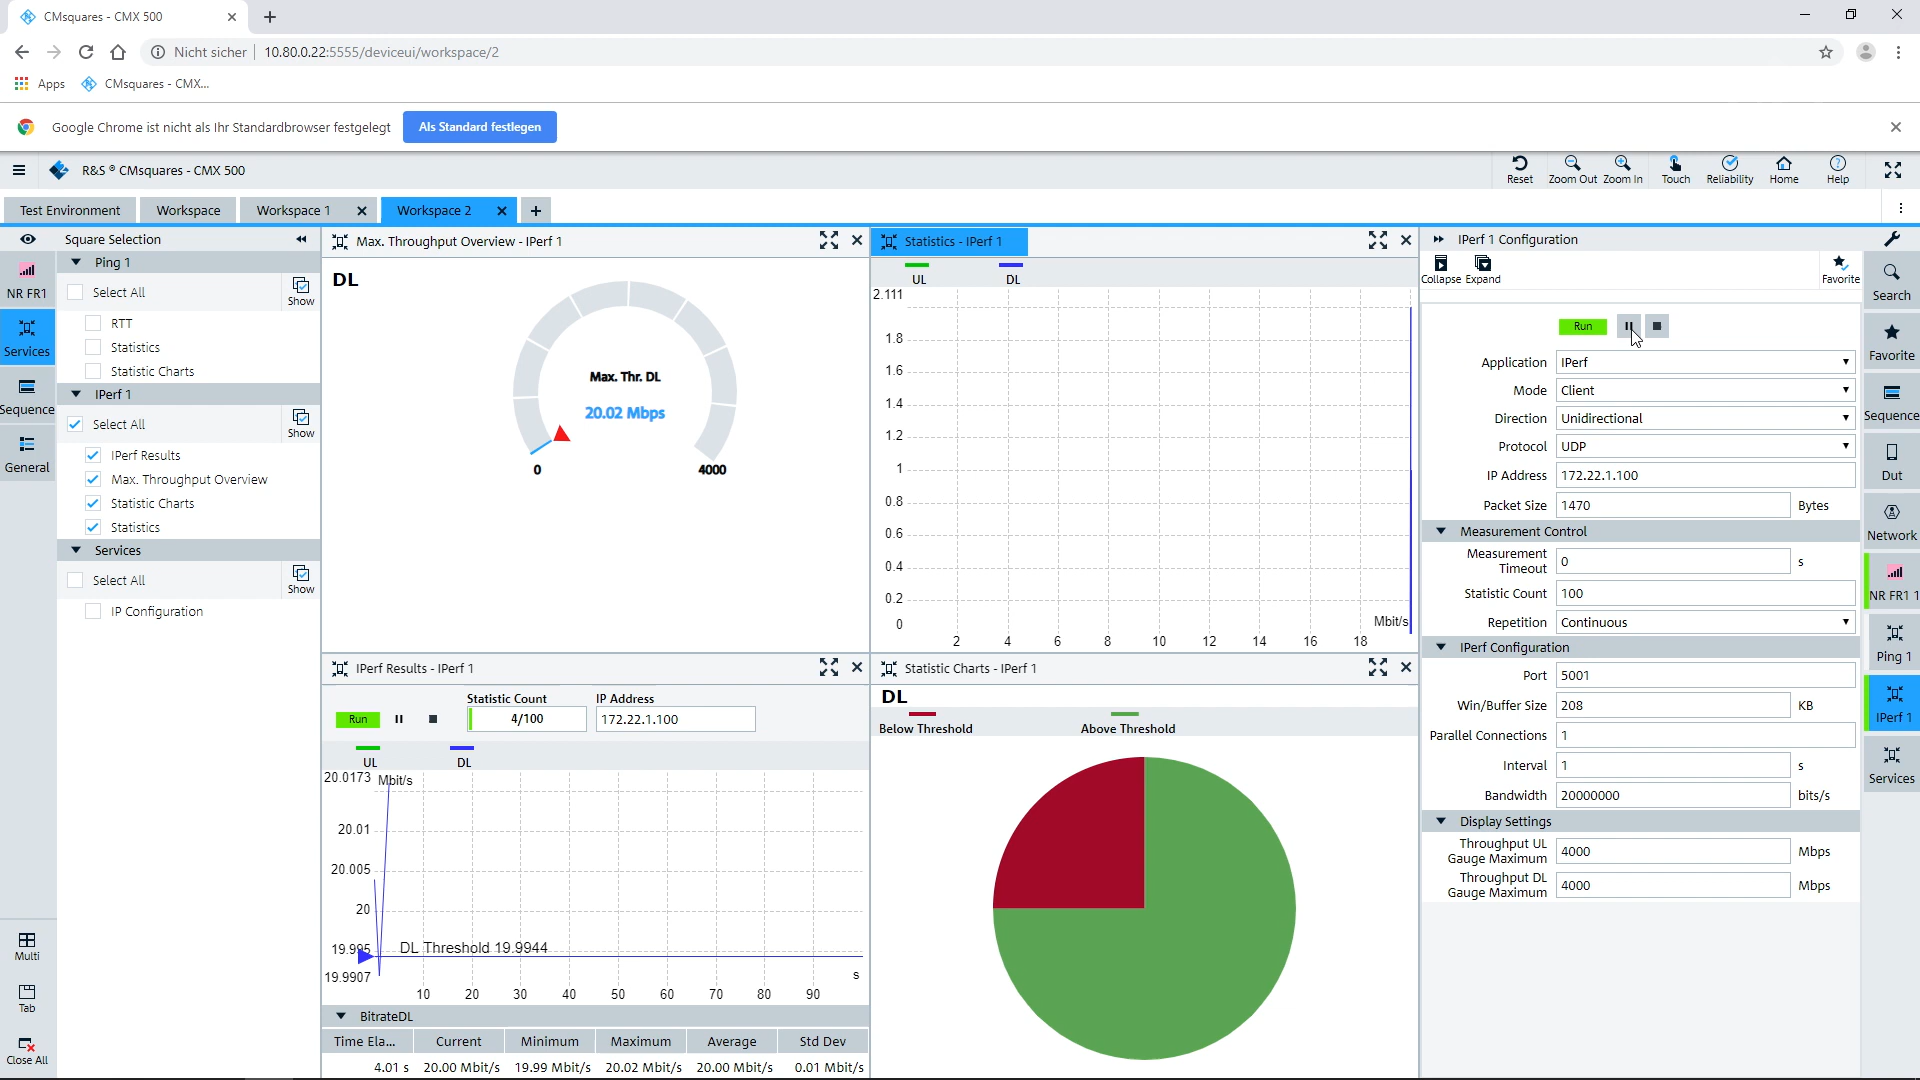 CMsquares - CMX 500
Nicht sicher
10.80.0.22:5555/deviceui/workspace/2
Apps
CMsquares - CMX...
Google Chrome ist nicht als Ihr Standardbrowser festgelegt
Als Standard festlegen
R&S ® CMsquares - CMX 500
Reset
Zoom Out
Zoom In
Touch
Reliability
Home
Help
Test Environment
Workspace
Workspace 1
Workspace 2
Square Selection
NR FR1
Services
Sequence
General
Multi
Tab
Close All
Ping 1
Select All
Show
RTT
Statistics
Statistic Charts
IPerf 1
Select All
Show
IPerf Results
Max. Throughput Overview
Statistic Charts
Statistics
Services
Select All
Show
IP Configuration
Max. Throughput Overview - IPerf 1
DL
Max. Thr. DL
20.02 Mbps
0
4000
Statistics - IPerf 1
UL
DL
2.111
1.8
1.6
1.4
1.2
1
0.8
0.6
0.4
0.2
0
Mbit/s
2
4
6
8
10
12
14
16
18
IPerf Results - IPerf 1
Statistic Count
IP Address
Run
4/100
172.22.1.100
UL
DL
20.0173
Mbit/s
20.01
20.005
20
19.995
DL Threshold 19.9944
19.9907
s
10
20
30
40
50
60
70
80
90
BitrateDL
Time Ela...
Current
Minimum
Maximum
Average
Std Dev
4.01 s
20.00 Mbit/s
19.99 Mbit/s
20.02 Mbit/s
20.00 Mbit/s
0.01 Mbit/s
Statistic Charts - IPerf 1
DL
Below Threshold
Above Threshold
IPerf 1 Configuration
Collapse
Expand
Favorite
Run
Application
IPerf
Mode
Client
Direction
Unidirectional
Protocol
UDP
IP Address
172.22.1.100
Packet Size
1470
Bytes
Measurement Control
Measurement
Timeout
0
s
Statistic Count
100
Repetition
Continuous
IPerf Configuration
Port
5001
Win/Buffer Size
208
KB
Parallel Connections
1
Interval
1
s
Bandwidth
20000000
bits/s
Display Settings
Throughput UL
Gauge Maximum
4000
Mbps
Throughput DL
Gauge Maximum
4000
Mbps
Search
Favorite
Sequence
Dut
Network
NR FR1 1
Ping 1
IPerf 1
Services